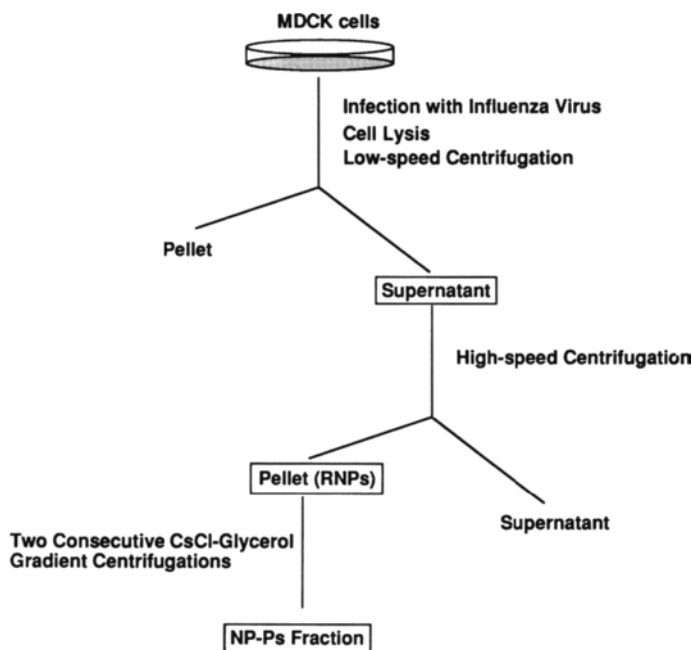 MDCK cells
Infection with Influenza Virus
Cell Lysis
Low-speed Centrifugation
Pellet
Supernatant
High-speed Centrifugation
Pellet (RNPs)
Supernatant
Two Consecutive CsCl-Glycerol
Gradient Centrifugations
NP-Ps Fraction